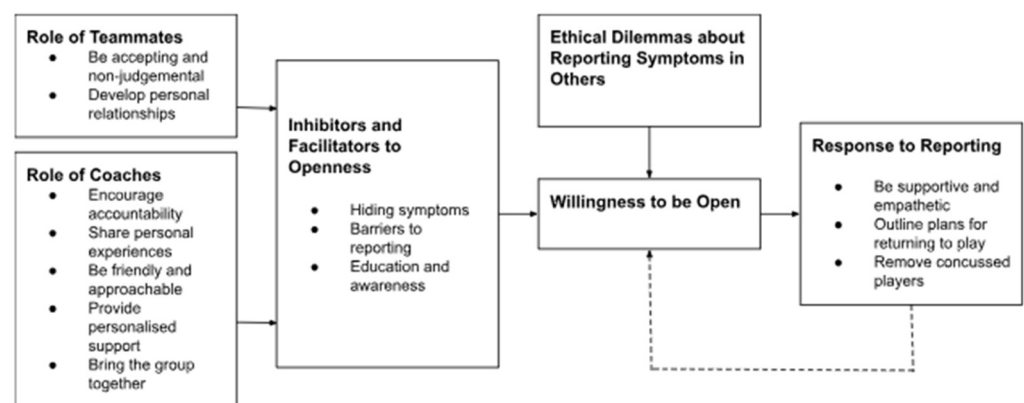 Role of Teammates
● Be accepting and
non-judgemental
● Develop personal
relationships
Role of Coaches
● Encourage
accountability
● Share personal
experiences
● Be friendly and
approachable
● Provide
personalised
support
● Bring the group
together
Inhibitors and
Facilitators to
Openness
● Hiding symptoms
● Barriers to
reporting
● Education and
awareness
Ethical Dilemmas about
Reporting Symptoms in
Others
Willingness to be Open
Response to Reporting
● Be supportive and
empathetic
● Outline plans for
returning to play
● Remove concussed
players